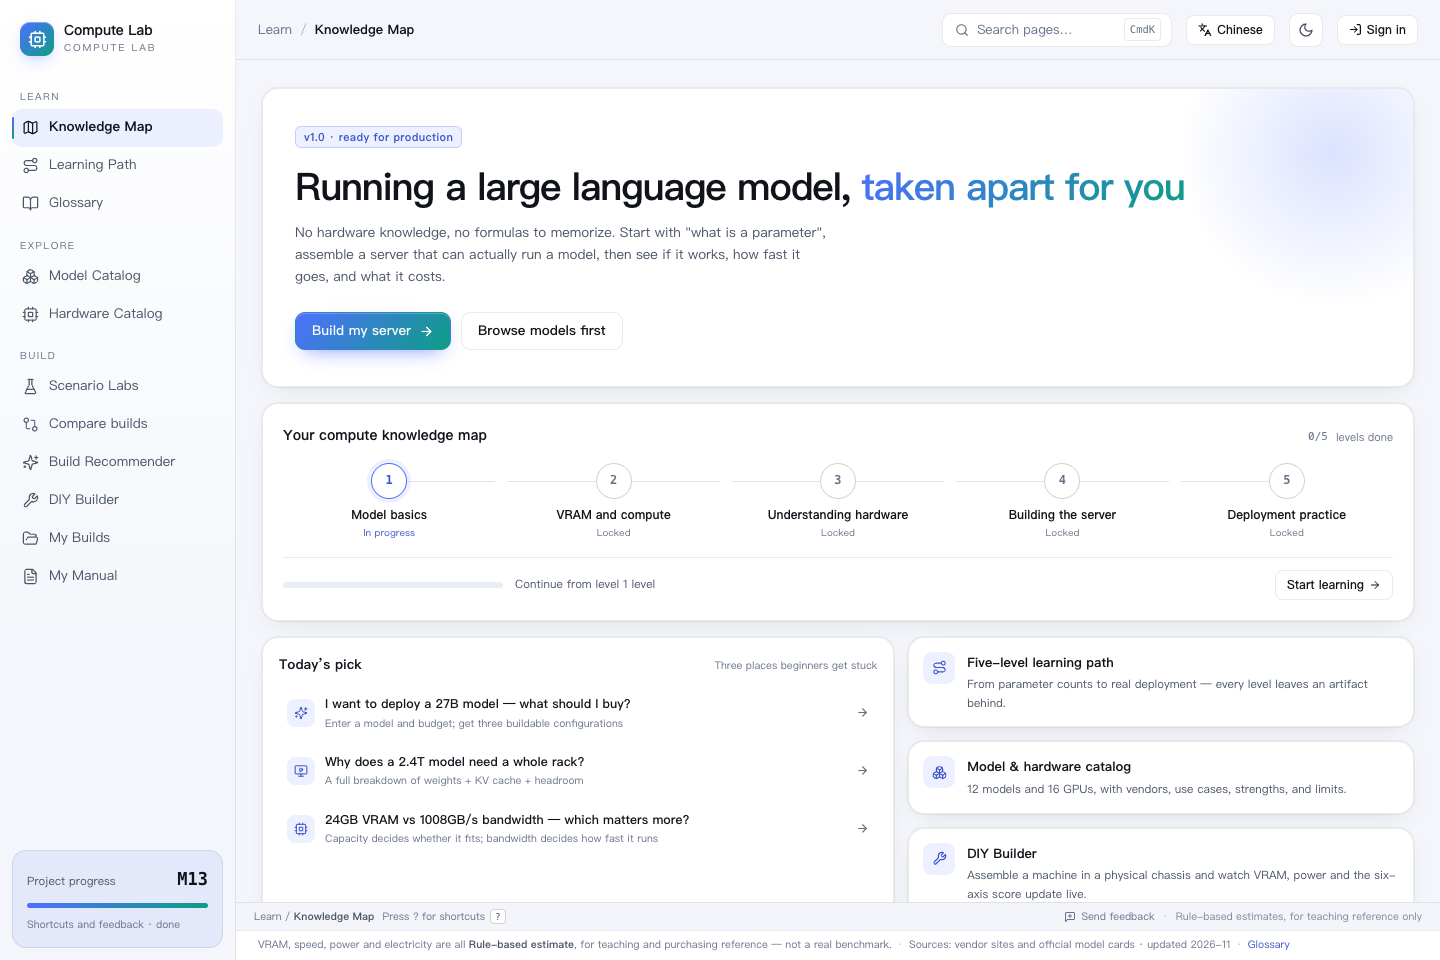 Compute Lab
COMPUTE LAB
LEARN
Knowledge Map
Learning Path
Glossary
EXPLORE
Model Catalog
Hardware Catalog
BUILD
Scenario Labs
Compare builds
Build Recommender
DIY Builder
My Builds
My Manual
Project progress M13
Shortcuts and feedback · done
Learn / Knowledge Map
Search pages... CmdK
Chinese
Sign in
v1.0 · ready for production
Running a large language model, taken apart for you
No hardware knowledge, no formulas to memorize. Start with "what is a parameter",
assemble a server that can actually run a model, then see if it works, how fast it
goes, and what it costs.
Build my server →
Browse models first
Your compute knowledge map
0/5 levels done
1 2 3 4 5
Model basics VRAM and compute Understanding hardware Building the server Deployment practice
In progress Locked Locked Locked Locked
Continue from level 1 level
Start learning →
Today's pick
Three places beginners get stuck
I want to deploy a 27B model — what should I buy?
Enter a model and budget; get three buildable configurations
Why does a 2.4T model need a whole rack?
A full breakdown of weights + KV cache + headroom
24GB VRAM vs 1008GB/s bandwidth — which matters more?
Capacity decides whether it fits; bandwidth decides how fast it runs
Five-level learning path
From parameter counts to real deployment — every level leaves an artifact
behind.
Model & hardware catalog
12 models and 16 GPUs, with vendors, use cases, strengths, and limits.
DIY Builder
Assemble a machine in a physical chassis and watch VRAM, power and the six-
axis score update live.
Learn / Knowledge Map Press ? for shortcuts ?
Send feedback · Rule-based estimates, for teaching reference only
VRAM, speed, power and electricity are all Rule-based estimate, for teaching and purchasing reference — not a real benchmark. · Sources: vendor sites and official model cards · updated 2026-11 · Glossary